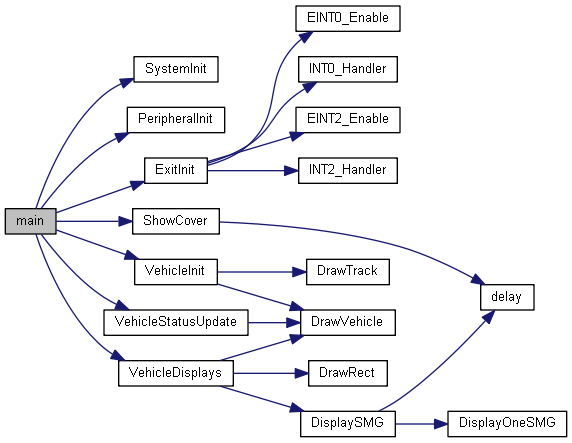 EINT0_Enable
SystemInit
INT0_Handler
PeripheralInit
EINT2_Enable
ExitInit
INT2_Handler
main
ShowCover
VehicleInit
DrawTrack
delay
VehicleStatusUpdate
DrawVehicle
VehicleDisplays
DrawRect
DisplaySMG
DisplayOneSMG